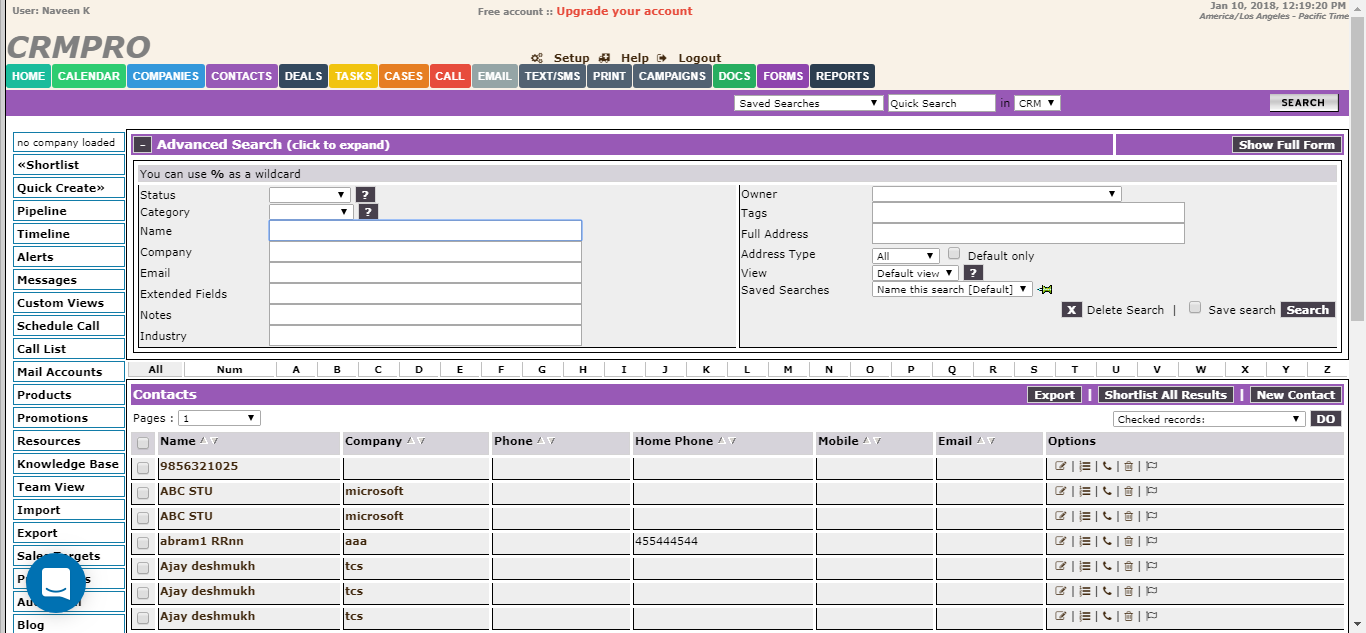 User: Naveen K
Free account :: Upgrade your account
Jan 10, 2018, 12:19:20 PM
America/Los Angeles - Pacific Time
CRMPRO
Setup Help Logout
HOME CALENDAR COMPANIES CONTACTS DEALS TASKS CASES CALL EMAIL TEXT/SMS PRINT CAMPAIGNS DOCS FORMS REPORTS
Saved Searches Quick Search in CRM SEARCH
no company loaded
«Shortlist
Quick Create»
Pipeline
Timeline
Alerts
Messages
Custom Views
Schedule Call
Call List
Mail Accounts
Products
Promotions
Resources
Knowledge Base
Team View
Import
Export
Sales Targets
Blog
- Advanced Search (click to expand) Show Full Form
You can use % as a wildcard
Status ?
Category ?
Name
Company
Email
Extended Fields
Notes
Industry
Owner
Tags
Full Address
Address Type All Default only
View Default view ?
Saved Searches Name this search [Default]
X Delete Search | Save search Search
All Num A B C D E F G H I J K L M N O P Q R S T U V W X Y Z
Contacts Export | Shortlist All Results | New Contact
Pages : 1 Checked records: DO
Name Company Phone Home Phone Mobile Email Options
9856321025 | | | |
ABC STU microsoft | | | |
ABC STU microsoft | | | |
abram1 RRnn aaa 455444544 | | | |
Ajay deshmukh tcs | | | |
Ajay deshmukh tcs | | | |
Ajay deshmukh tcs | | | |